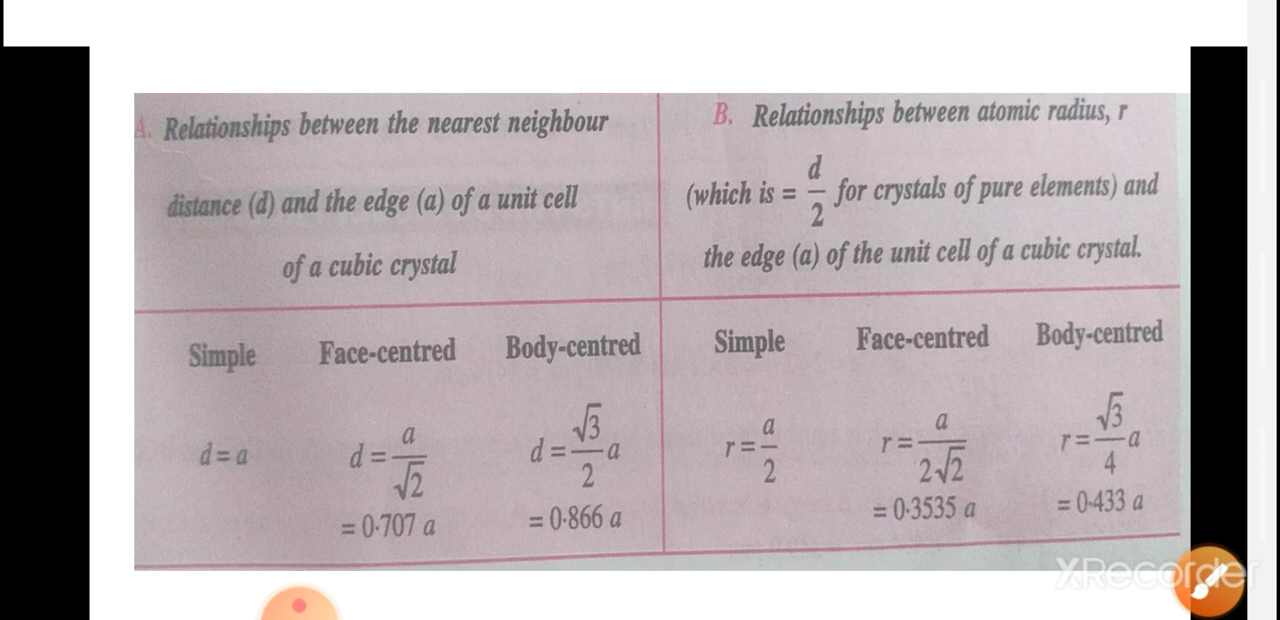 A. Relationships between the nearest neighbour
distance (d) and the edge (a) of a unit cell
of a cubic crystal
B. Relationships between atomic radius, r
(which is = d/2 for crystals of pure elements) and
the edge (a) of the unit cell of a cubic crystal.
Simple Face-centred Body-centred
d = a d = a/√2 d = √3/2 a
= 0·707 a = 0·866 a
Simple Face-centred Body-centred
r = a/2 r = a/2√2 r = √3/4 a
= 0·3535 a = 0·433 a
XRecorder